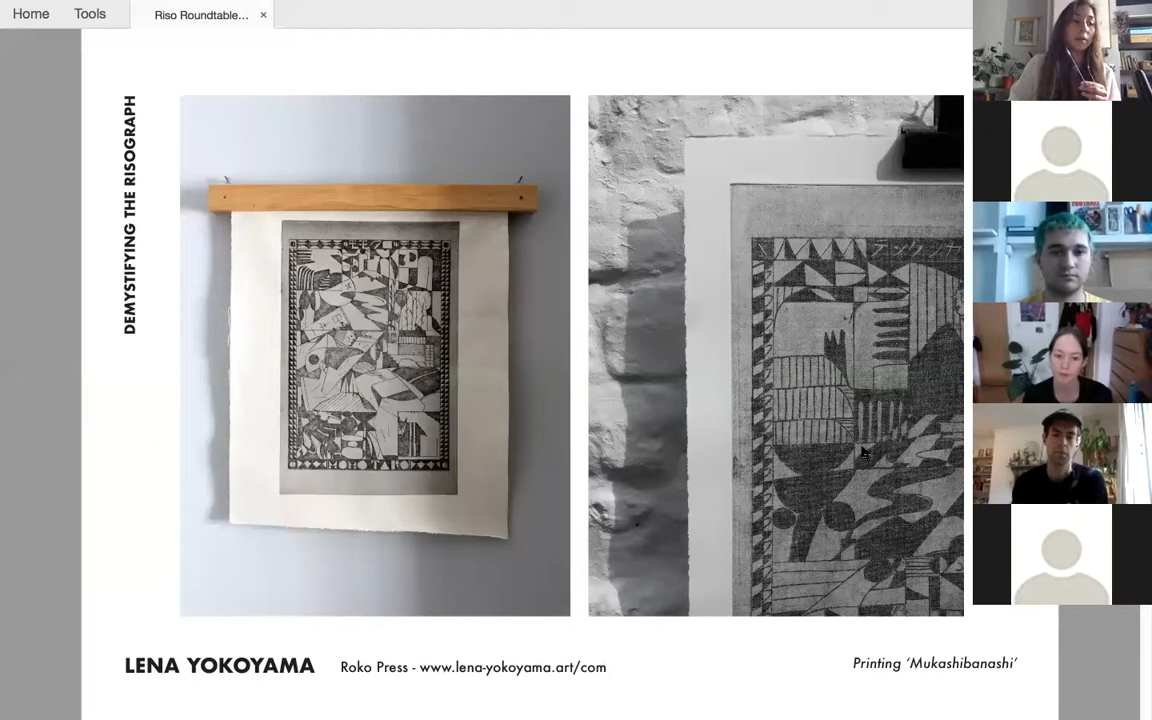 Home Tools Riso Roundtable... ×
DEMYSTIFYING THE RISOGRAPH
LENA YOKOYAMA Roko Press - www.lena-yokoyama.art/com Printing ‘Mukashibanashi’